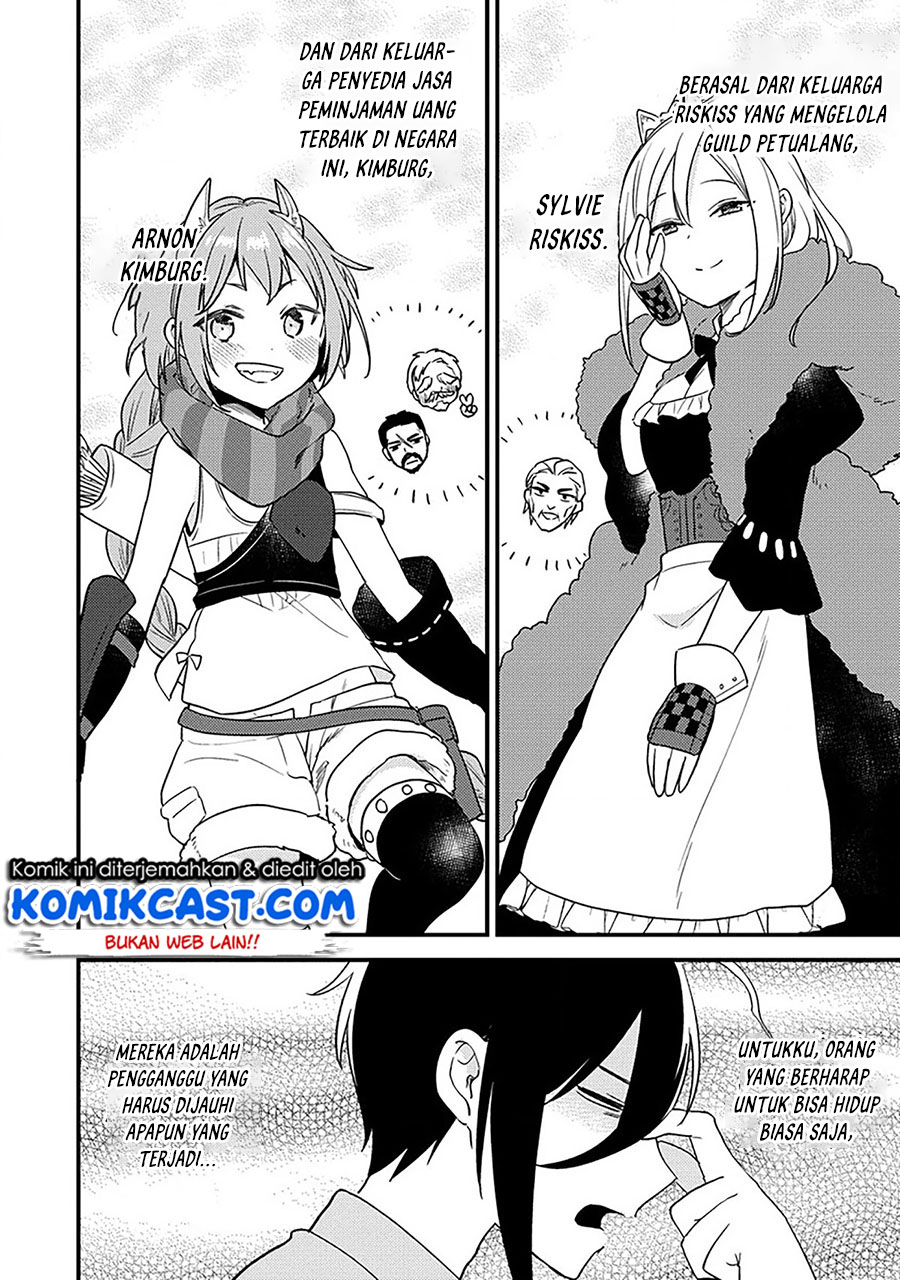 BERASAL DARI KELUARGA
RISKISS YANG MENGELOLA
GUILD PETUALANG,
SYLVIE
RISKISS.
DAN DARI KELUAR-
GA PENYEDIA JASA
PEMINJAMAN UANG
TERBAIK DI NEGARA
INI, KIMBURG,
ARNON
KIMBURG!
Komik ini diterjemahkan & diedit oleh
KOMIKCAST.COM
BUKAN WEB LAIN!!
UNTUKKU, ORANG
YANG BERHARAP
UNTUK BISA HIDUP
BIASA SAJA,
MEREKA ADALAH
PENGGANGGU YANG
HARUS DIJAUHI
APAPUN YANG
TERJADI...